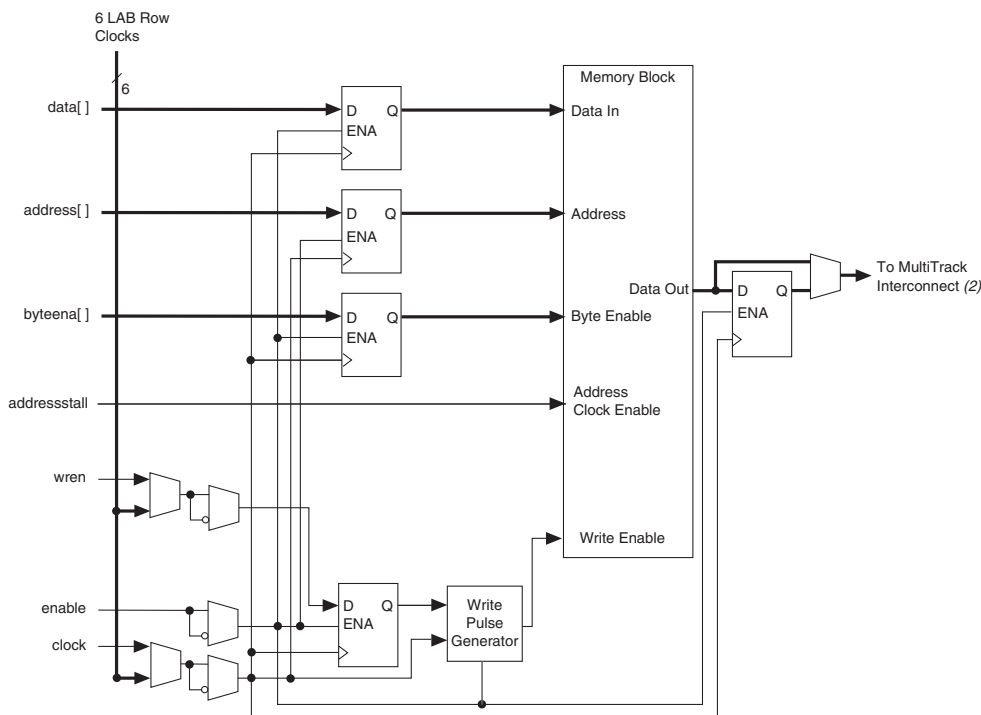 6 LAB Row
Clocks
6
data[ ]
D Q
ENA
Memory Block
Data In
address[ ]
D Q
ENA
Address
byteena[ ]
D Q
ENA
Byte Enable
Data Out
D Q
ENA
To MultiTrack
Interconnect (2)
addressstall
Address
Clock Enable
wren
Write Enable
enable
clock
D Q
ENA
Write
Pulse
Generator